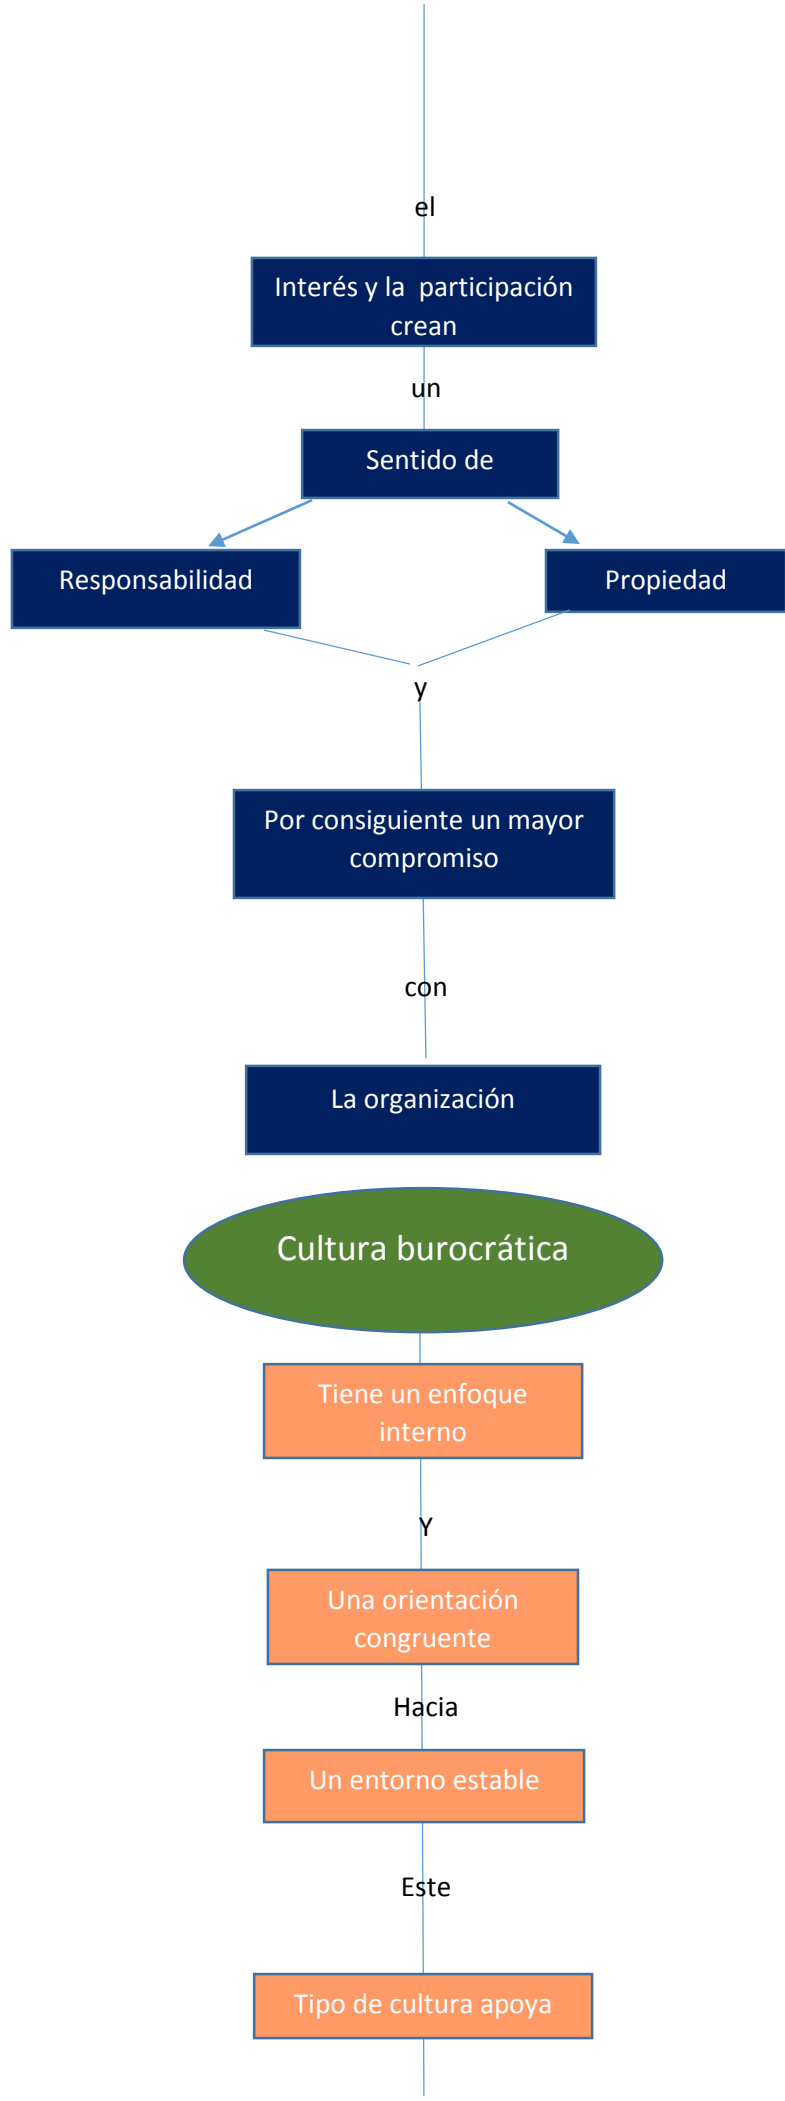 el
Interés y la participación
crean
un
Sentido de
Responsabilidad
Propiedad
y
Por consiguiente un mayor
compromiso
con
La organización
Cultura burocrática
Tiene un enfoque
interno
Y
Una orientación
congruente
Hacia
Un entorno estable
Este
Tipo de cultura apoya